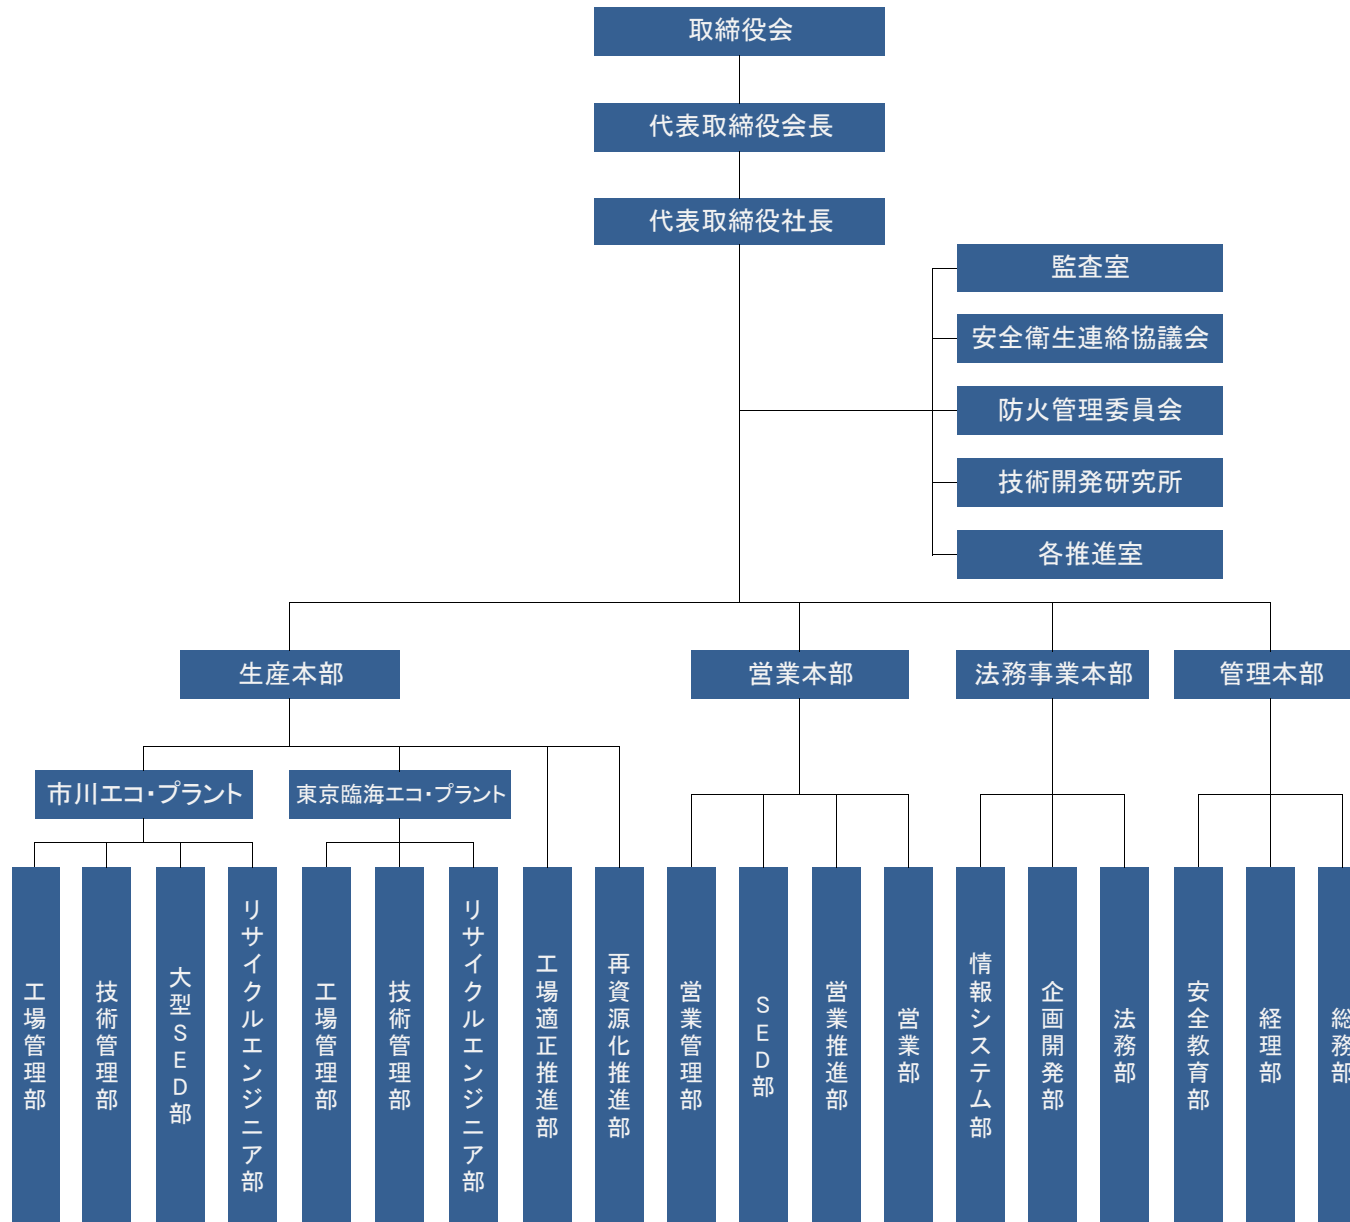 取締役会
代表取締役会長
代表取締役社長
監査室
安全衛生連絡協議会
防火管理委員会
技術開発研究所
各推進室
生産本部
営業本部
法務事業本部
管理本部
市川エコ・プラント
東京臨海エコ・プラント
工場管理部
技術管理部
大型SED部
リサイクルエンジニア部
工場管理部
技術管理部
リサイクルエンジニア部
工場適正推進部
再資源化推進部
営業管理部
SED部
営業推進部
営業部
情報システム部
企画開発部
法務部
安全教育部
経理部
総務部